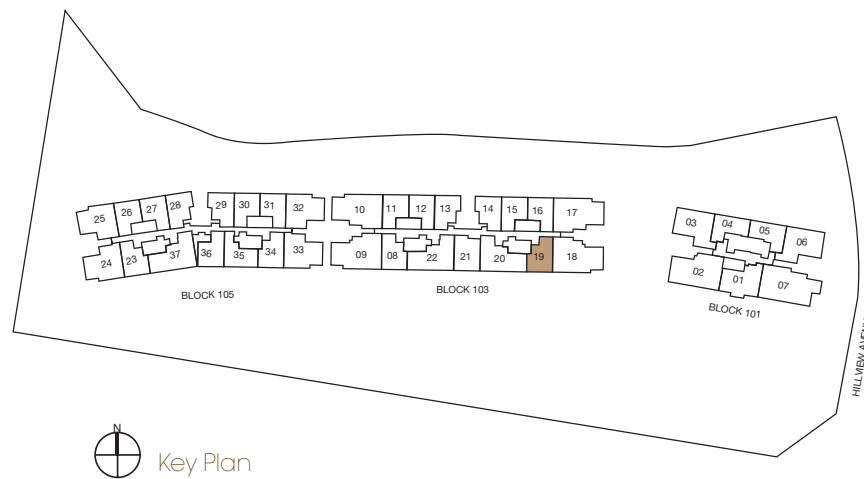 25 26 27 28 29 30 31 32
24 23 37 36 35 34 33
BLOCK 105
10 11 12 13 14 15 16 17
09 08 22 21 20 19 18
BLOCK 103
03 04 05 06
02 01 07
BLOCK 101
HILLVIEW
N
Key Plan